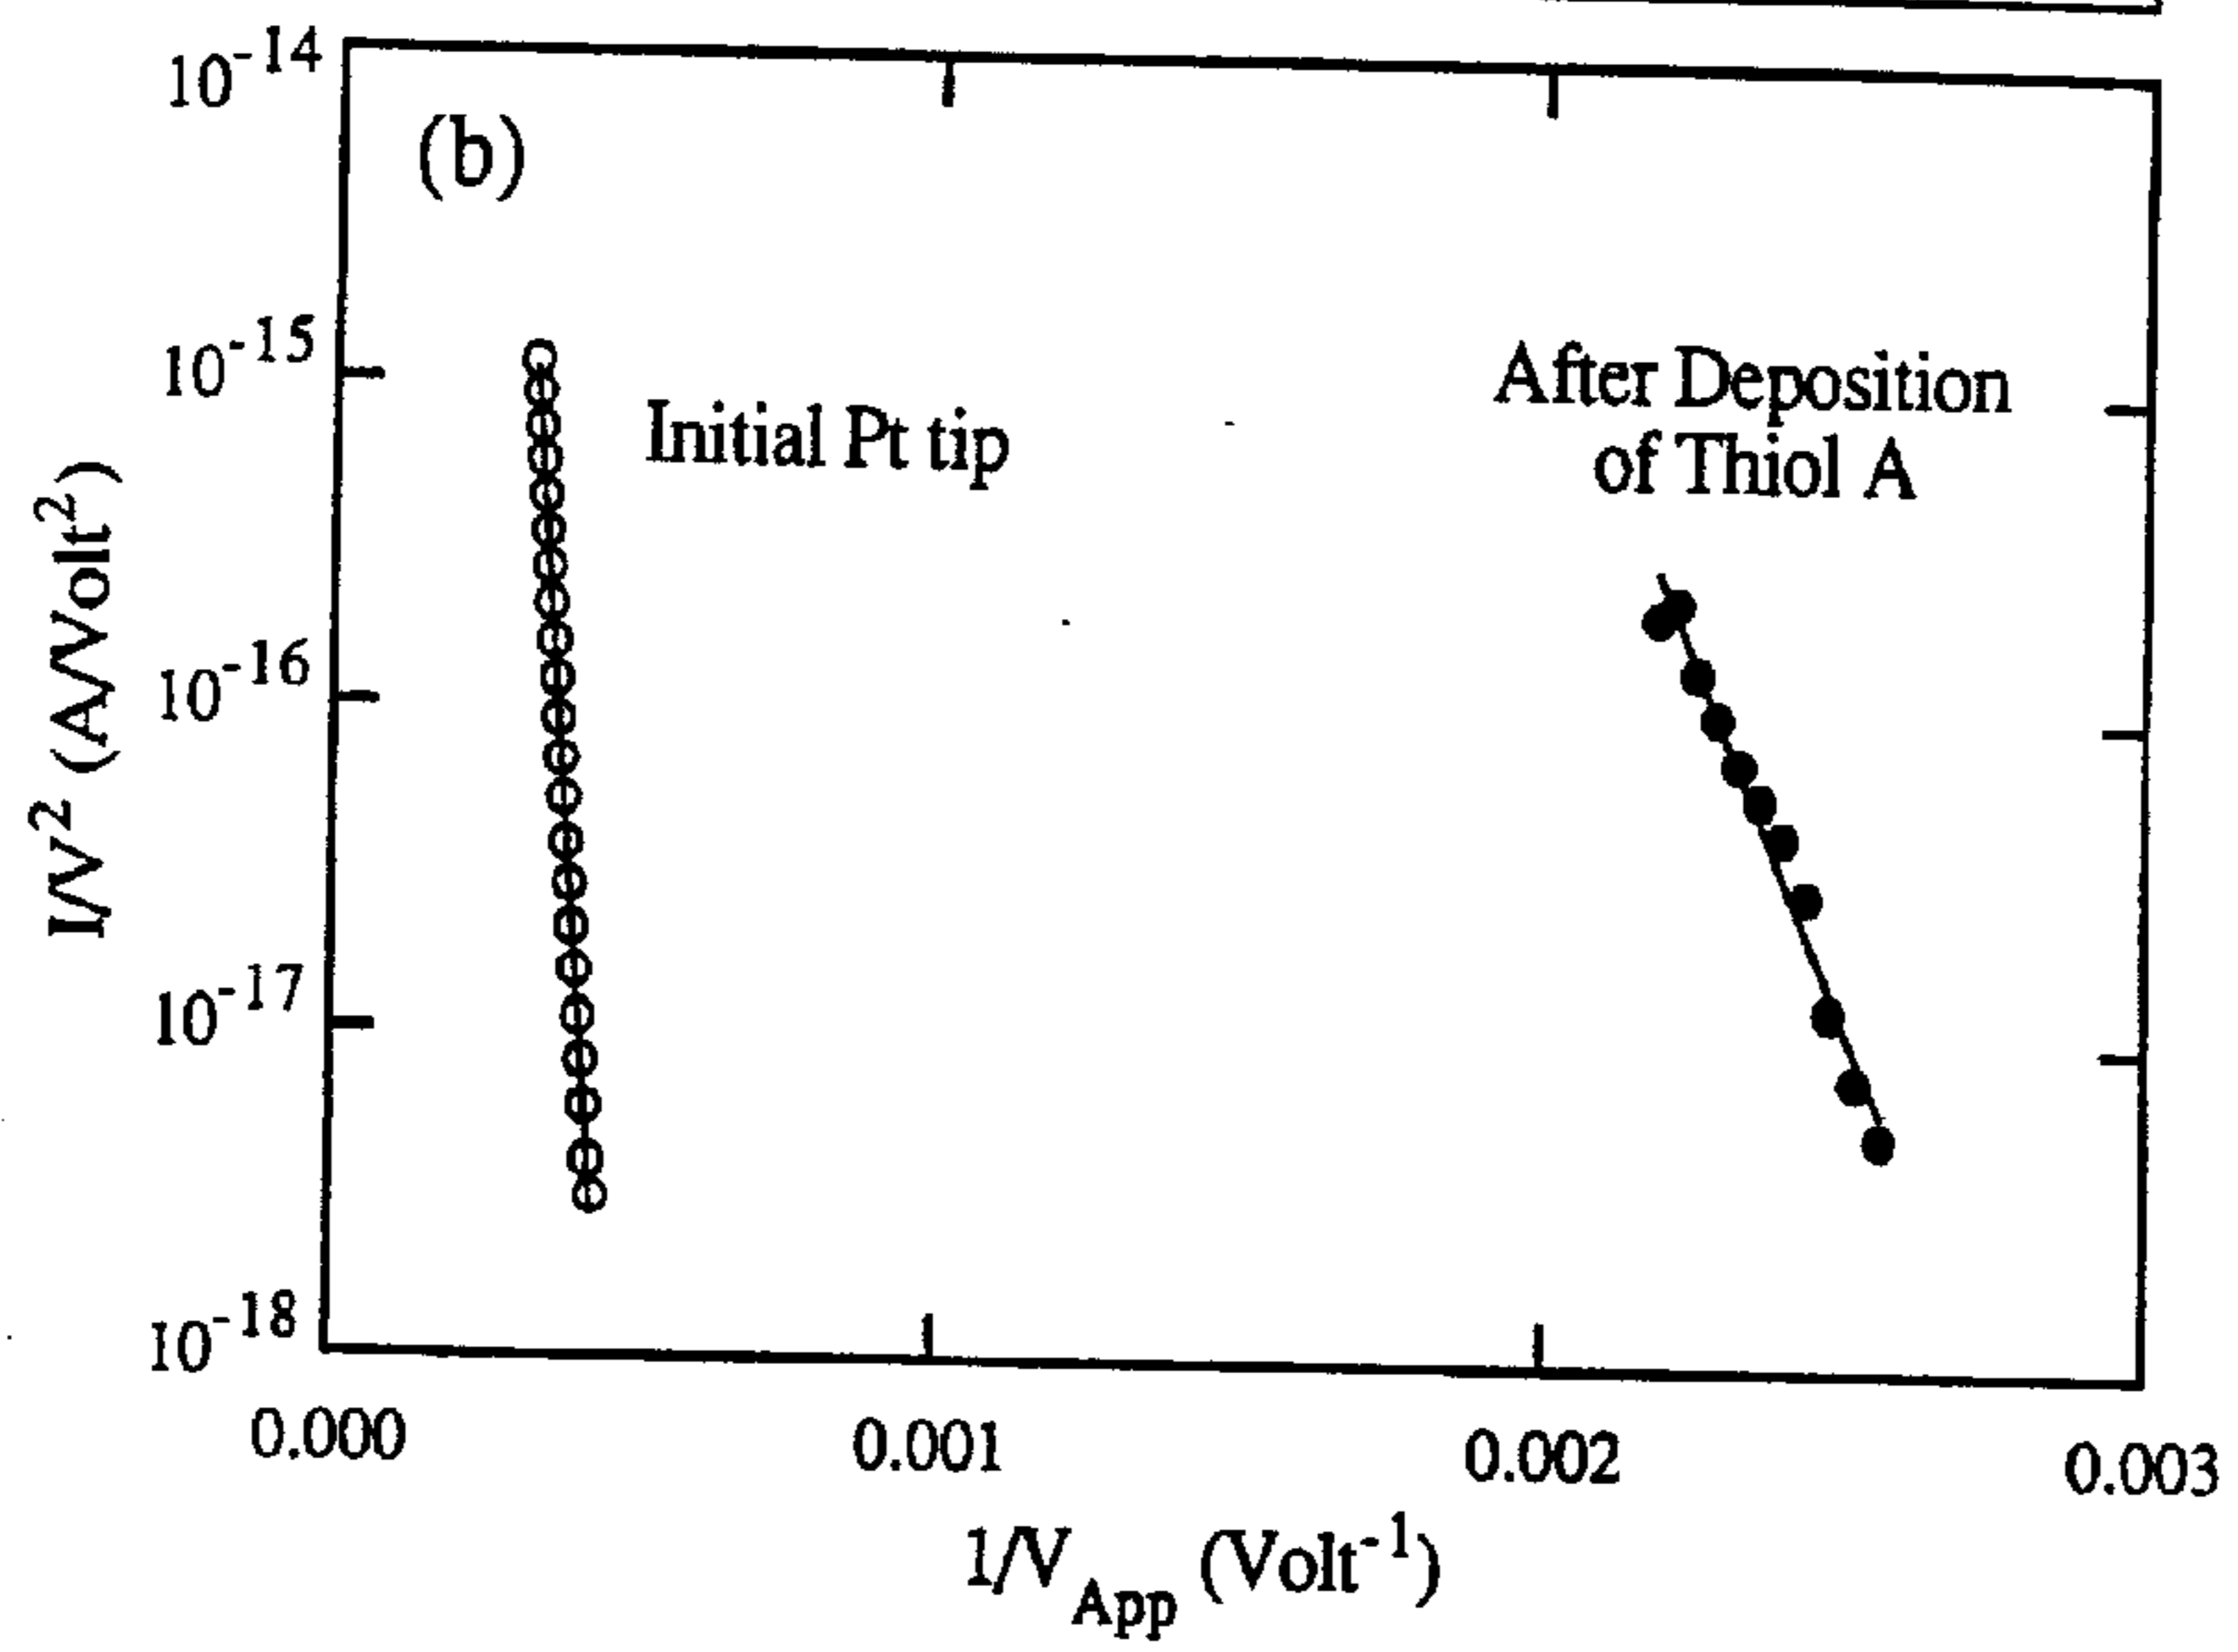 (b)
10^-14
10^-15
10^-16
10^-17
10^-18
I/V^2 (A/Volt^2)
Initial Pt tip
After Deposition
of Thiol A
0.000
0.001
0.002
0.003
1/V_App (Volt^-1)